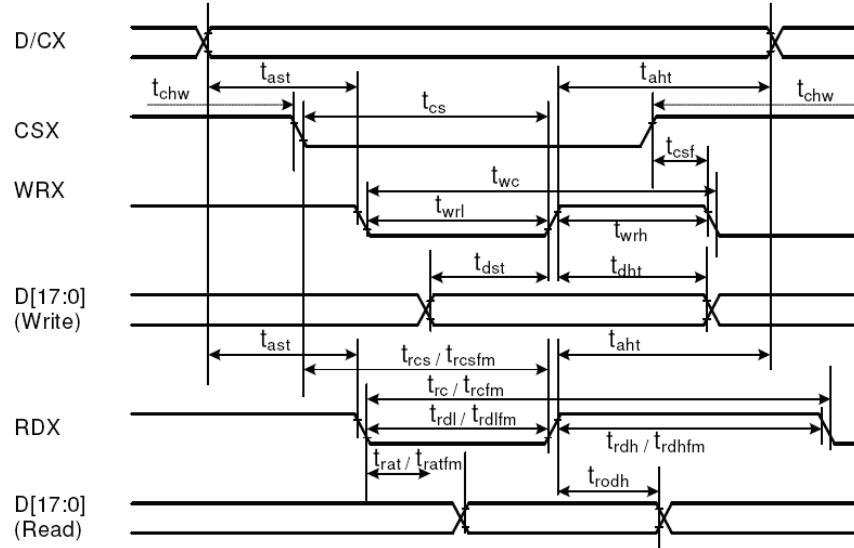 D/CX
t_ast t_aht
t_chw t_chw
t_cs
CSX
t_csf
WRX
t_wc
t_wrl t_wrh
t_dst t_dht
D[17:0]
(Write)
t_ast t_aht
t_rcs / t_rcsfm
t_rc / t_rcfm
RDX
t_rdl / t_rdlfm
t_rdh / t_rdhfm
t_rat / t_ratfm
t_rodh
D[17:0]
(Read)